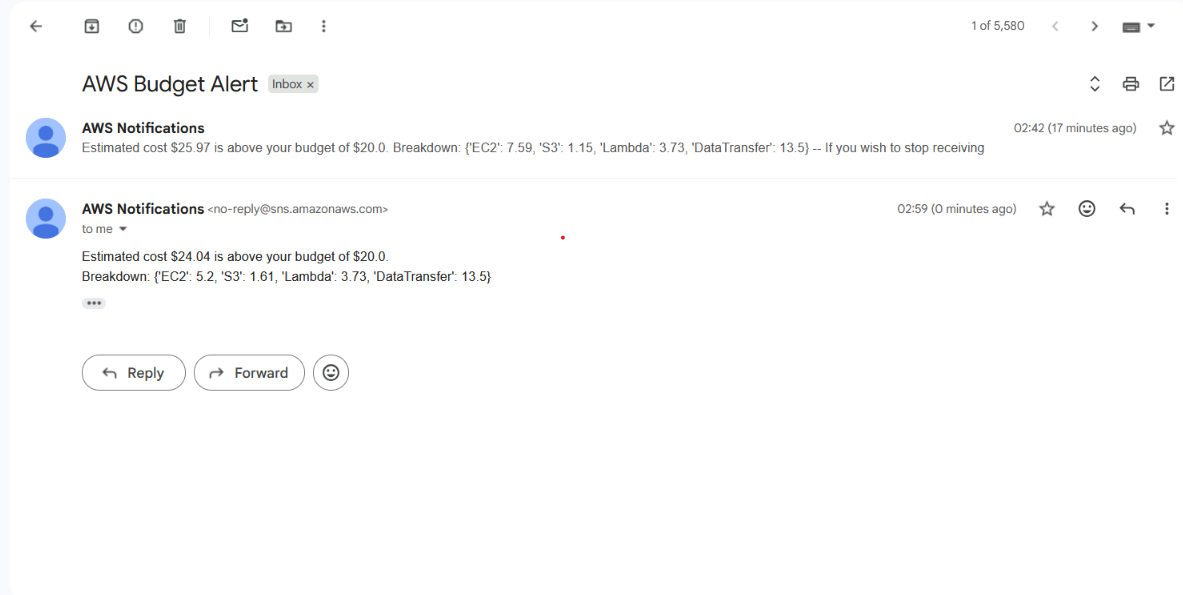 1 of 5,580
AWS Budget Alert Inbox ×
AWS Notifications 02:42 (17 minutes ago)
Estimated cost $25.97 is above your budget of $20.0. Breakdown: {'EC2': 7.59, 'S3': 1.15, 'Lambda': 3.73, 'DataTransfer': 13.5} -- If you wish to stop receiving
AWS Notifications <no-reply@sns.amazonaws.com> 02:59 (0 minutes ago)
to me
Estimated cost $24.04 is above your budget of $20.0.
Breakdown: {'EC2': 5.2, 'S3': 1.61, 'Lambda': 3.73, 'DataTransfer': 13.5}
Reply Forward